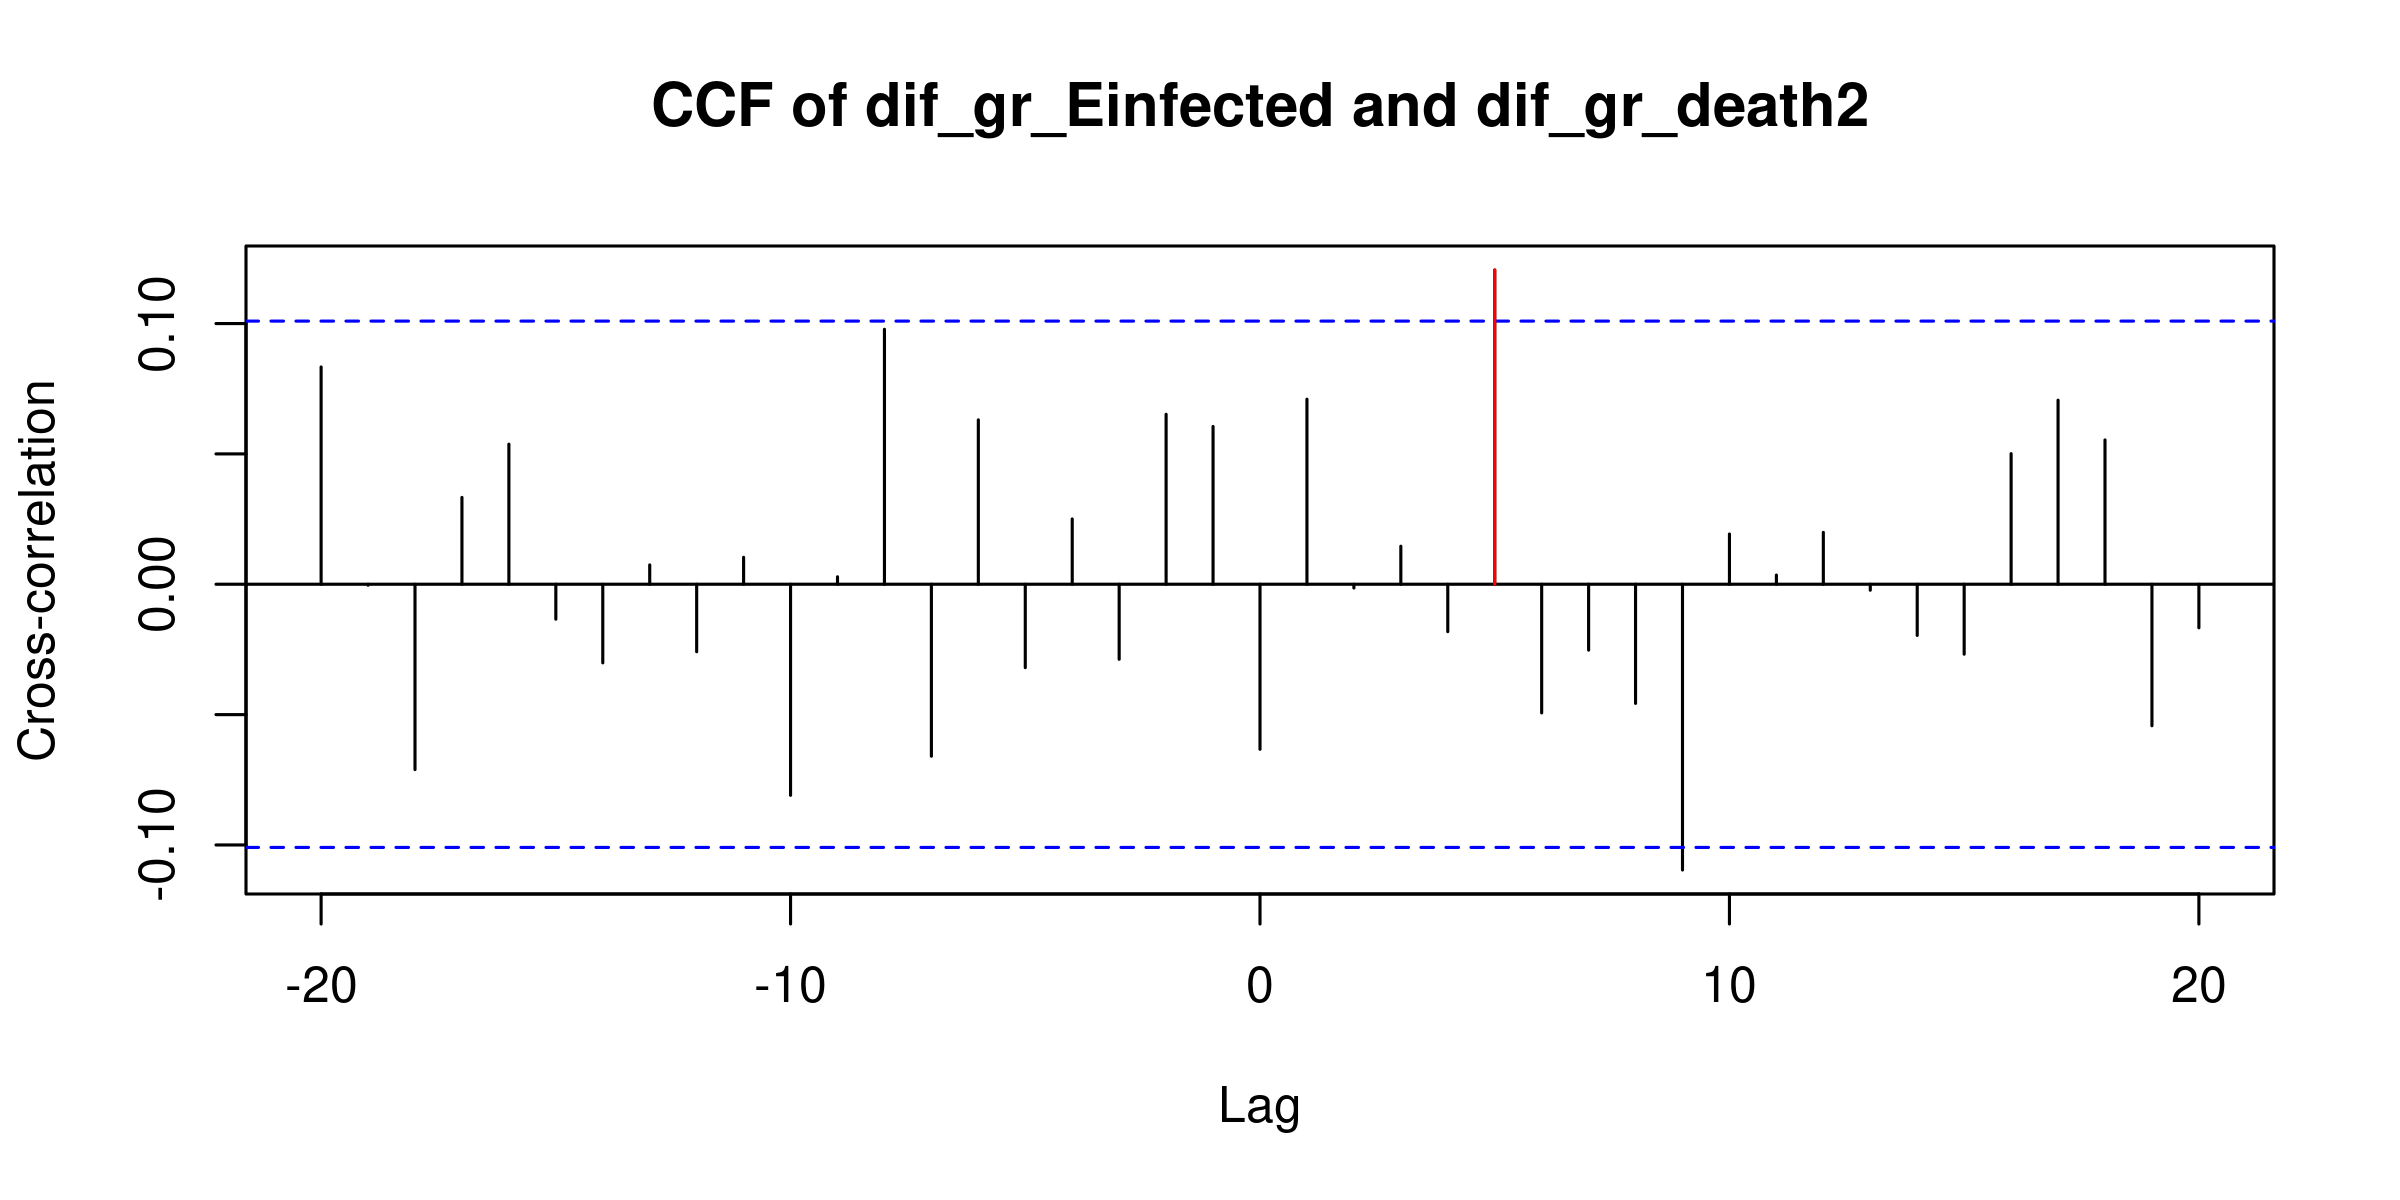 CCF of dif_gr_Einfected and dif_gr_death2
Cross-correlation
0.10
0.00
-0.10
-20 -10 0 10 20
Lag